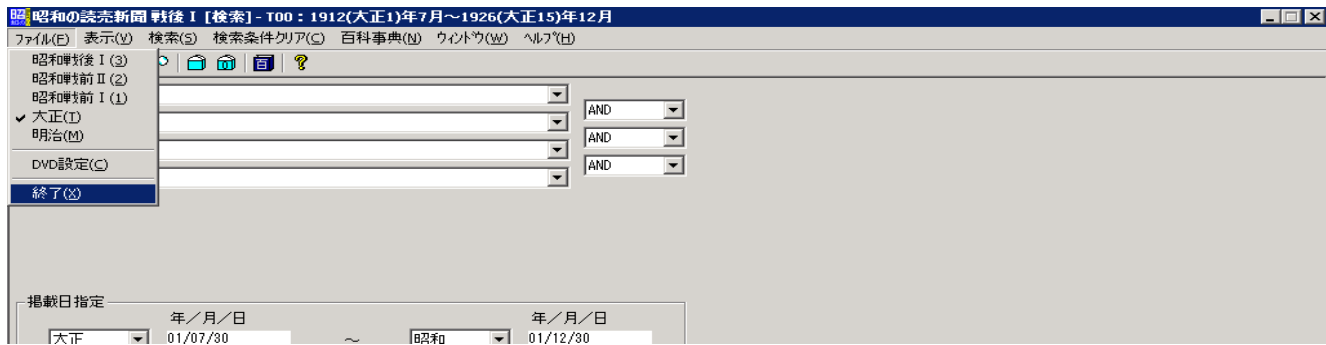 昭和の読売新聞 戦後Ⅰ [検索] - T00：1912(大正1)年7月～1926(大正15)年12月
ファイル(F) 表示(V) 検索(S) 検索条件クリア(C) 百科事典(N) ウィンドウ(W) ヘルプ(H)
昭和戦後Ⅰ(3)
昭和戦前Ⅱ(2)
昭和戦前Ⅰ(1)
大正(T)
明治(M)
DVD設定(C)
終了(X)
百
AND
AND
AND
掲載日指定
年／月／日 年／月／日
大正 01/07/30 ～ 昭和 01/12/30